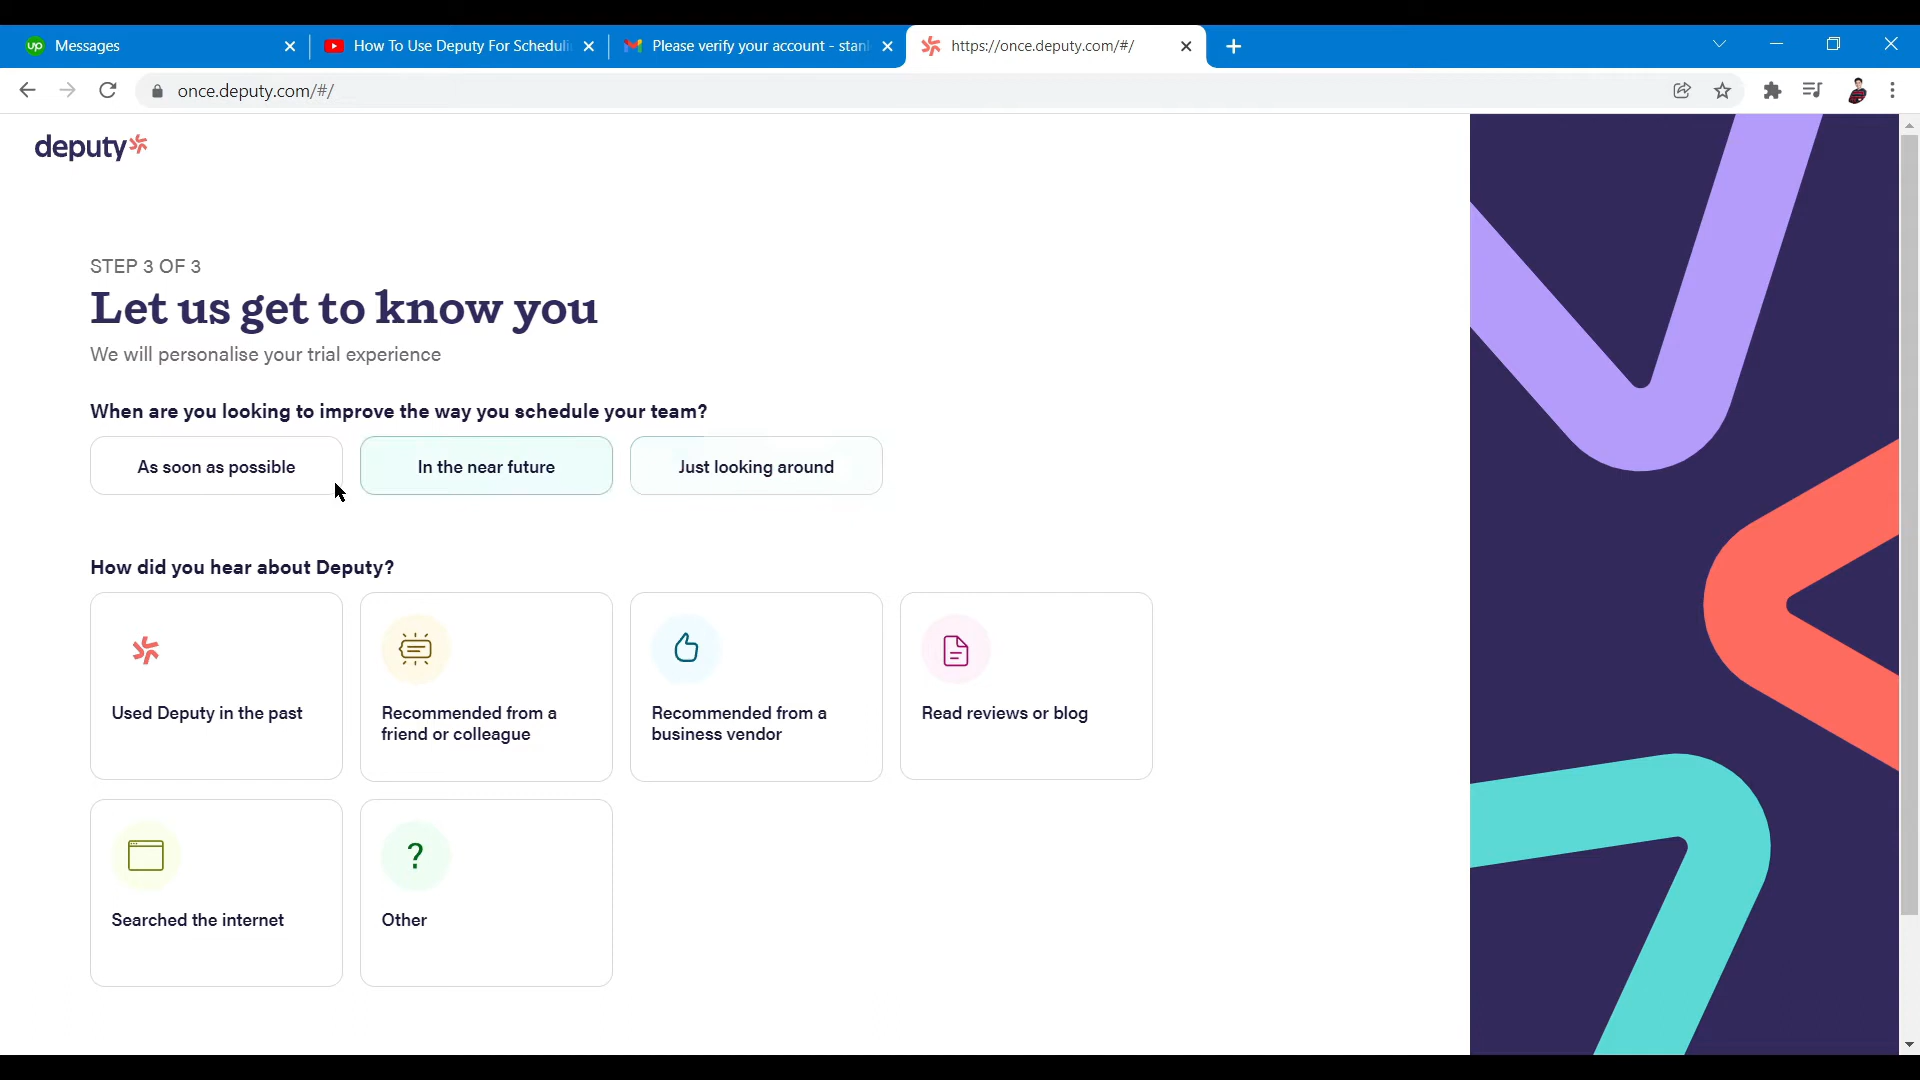 up Messages
How To Use Deputy For Scheduli
Please verify your account - stan
https://once.deputy.com/#/
once.deputy.com/#/
deputy
STEP 3 OF 3
Let us get to know you
We will personalise your trial experience
When are you looking to improve the way you schedule your team?
As soon as possible
In the near future
Just looking around
How did you hear about Deputy?
Used Deputy in the past
Recommended from a
friend or colleague
Recommended from a
business vendor
Read reviews or blog
Searched the internet
?
Other